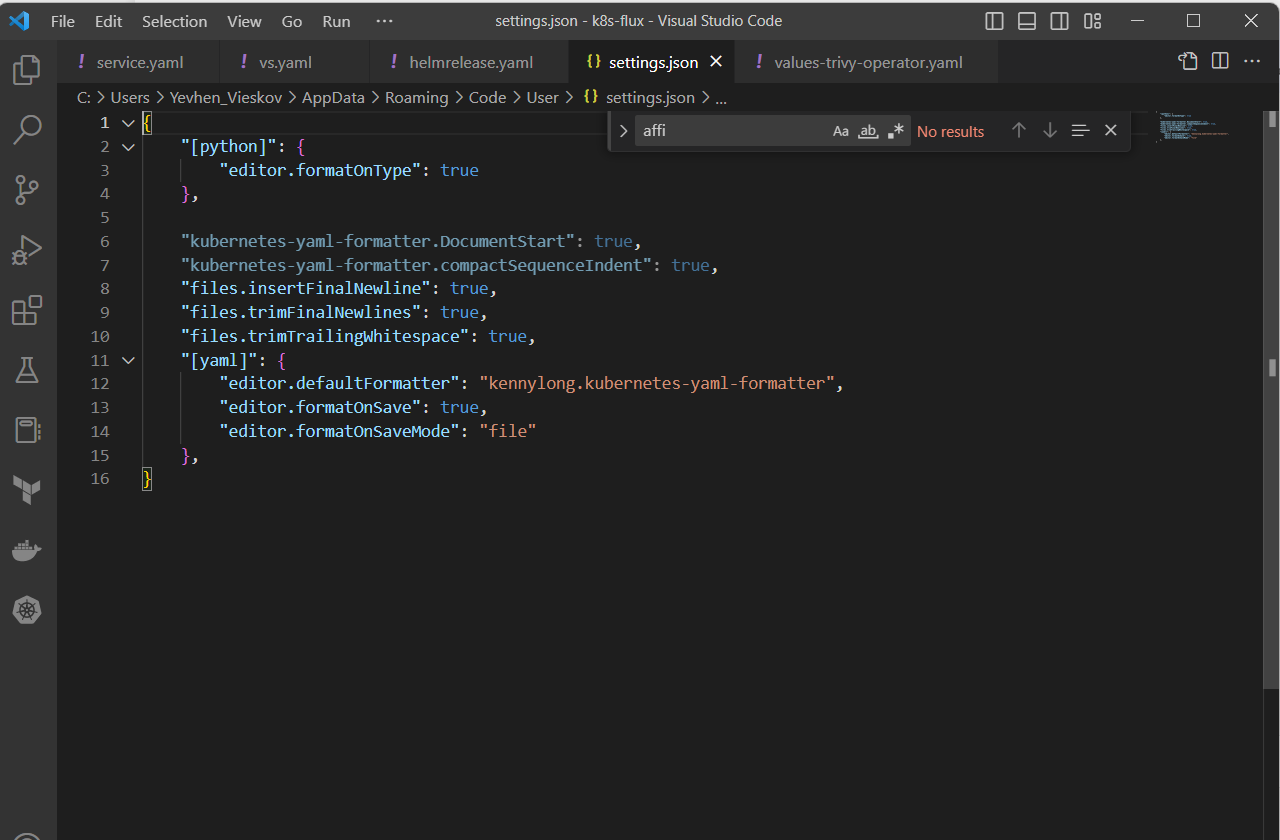 File Edit Selection View Go Run ··· settings.json - k8s-flux - Visual Studio Code
! service.yaml ! vs.yaml ! helmrelease.yaml {} settings.json ! values-trivy-operator.yaml
C: > Users > Yevhen_Vieskov > AppData > Roaming > Code > User > {} settings.json > ...
affi Aa ab No results
1 {
2 "[python]": {
3 "editor.formatOnType": true
4 },
5
6 "kubernetes-yaml-formatter.DocumentStart": true,
7 "kubernetes-yaml-formatter.compactSequenceIndent": true,
8 "files.insertFinalNewline": true,
9 "files.trimFinalNewlines": true,
10 "files.trimTrailingWhitespace": true,
11 "[yaml]": {
12 "editor.defaultFormatter": "kennylong.kubernetes-yaml-formatter",
13 "editor.formatOnSave": true,
14 "editor.formatOnSaveMode": "file"
15 },
16 }